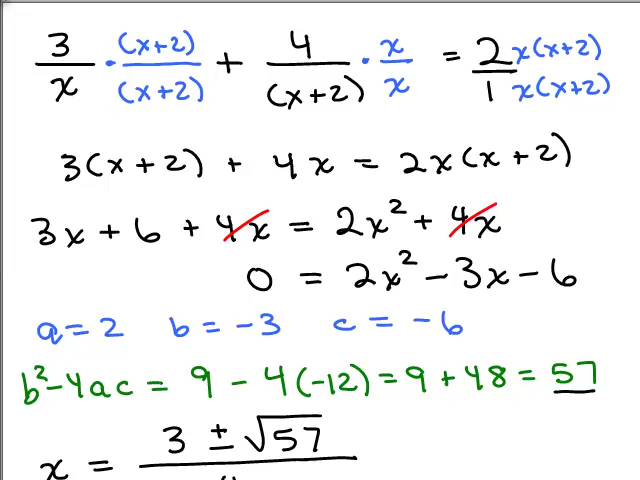 3/x · (x+2)/(x+2) + 4/(x+2) · x/x = 2/1 x(x+2)/x(x+2)
3(x+2) + 4x = 2x(x+2)
3x + 6 + 4x = 2x² + 4x
0 = 2x² - 3x - 6
a = 2 b = -3 c = -6
b² - 4ac = 9 - 4(-12) = 9 + 48 = 57
x = 3 ± √57